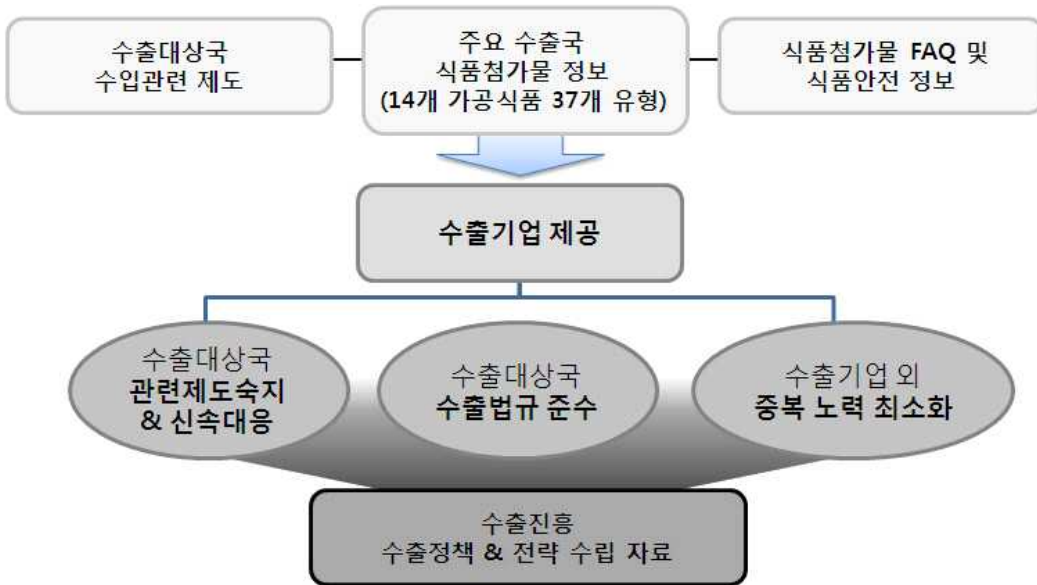 수출대상국
수입관련 제도
주요 수출국
식품첨가물 정보
(14개 가공식품 37개 유형)
식품첨가물 FAQ 및
식품안전 정보
수출기업 제공
수출대상국
관련제도숙지
& 신속대응
수출대상국
수출법규 준수
수출기업 외
중복 노력 최소화
수출진흥
수출정책 & 전략 수립 자료